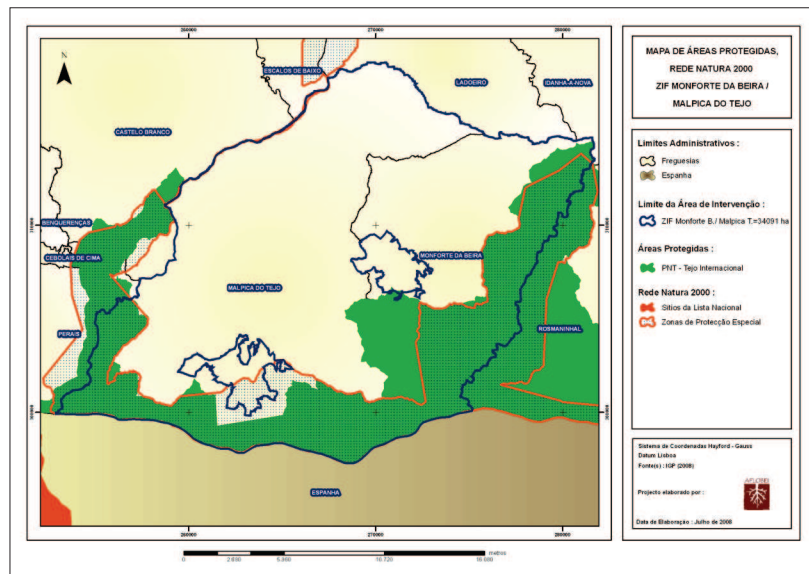 MAPA DE ÁREAS PROTEGIDAS,
REDE NATURA 2000
ZIF MONFORTE DA BEIRA /
MALPICA DO TEJO
Limites Administrativos :
Freguesias
Espanha
Limite da Área de Intervenção :
ZIF Monforte B./ Malpica T.=34091 ha
Áreas Protegidas :
PNT - Tejo Internacional
Rede Natura 2000 :
Sítios da Lista Nacional
Zonas de Protecção Especial
Sistema de Coordenadas Hayford - Gauss
Datum Lisboa
Fonte(s) : IGP (2008)
Projecto elaborado por :
AFLOBEI
Data de Elaboração : Julho de 2008
N
260000
270000
280000
ESCALOS DE BAIXO
LADOEIRO
IDANHA-A-NOVA
CASTELO BRANCO
BENQUERENÇAS
CEBOLAIS DE CIMA
MONFORTE DA BEIRA
MALPICA DO TEJO
PERAIS
ROSMANINHAL
ESPANHA
260000
270000
280000
metros
0